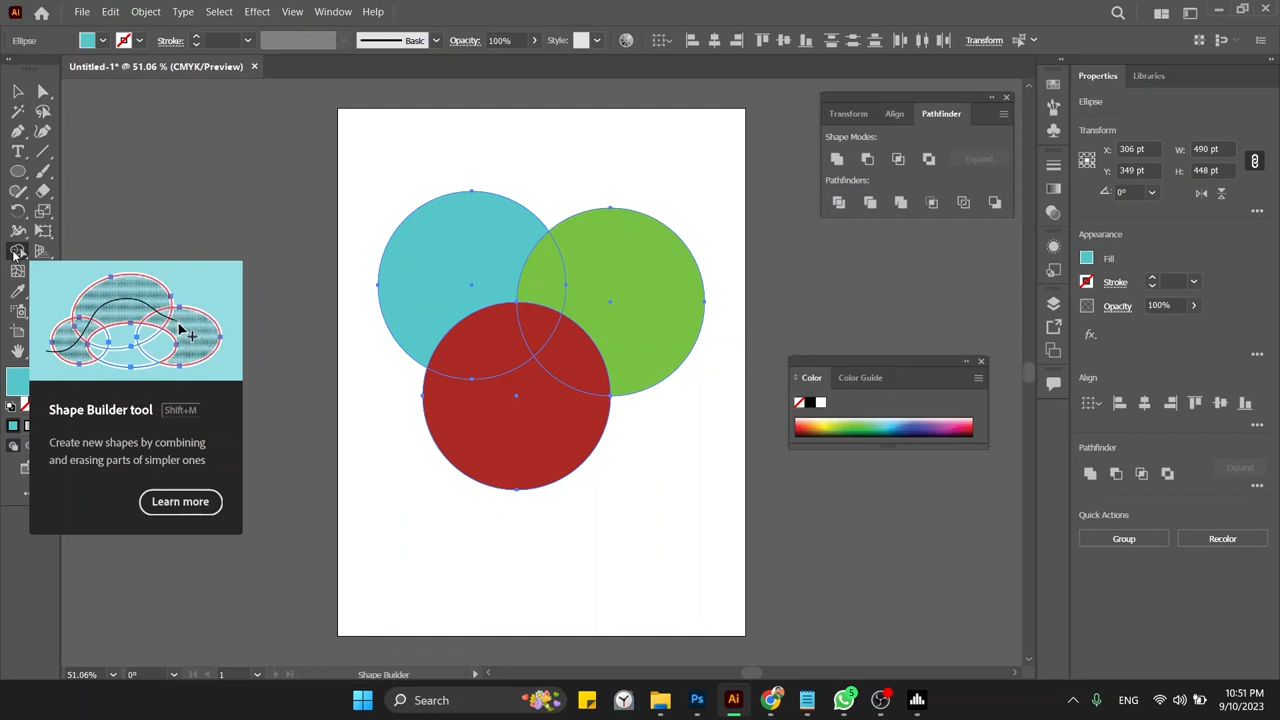 Ai File Edit Object Type Select Effect View Window Help
Ellipse Stroke: Basic Opacity: 100% Style: Transform
Untitled-1* @ 51.06 % (CMYK/Preview)
Properties Libraries
Ellipse
Transform Align Pathfinder
Transform
Shape Modes:
X: 306 pt W: 490 pt
Expand
Y: 349 pt H: 448 pt
Pathfinders:
0°
Appearance
Fill
Stroke
Opacity 100%
fx.
Color Color Guide
Align
Shape Builder tool Shift+M
Create new shapes by combining
and erasing parts of simpler ones
Learn more
Pathfinder
Expand
Quick Actions
Group Recolor
51.06% 0° 1 Shape Builder
Search Ps Ai 5 ENG
10:51 PM
9/10/2023